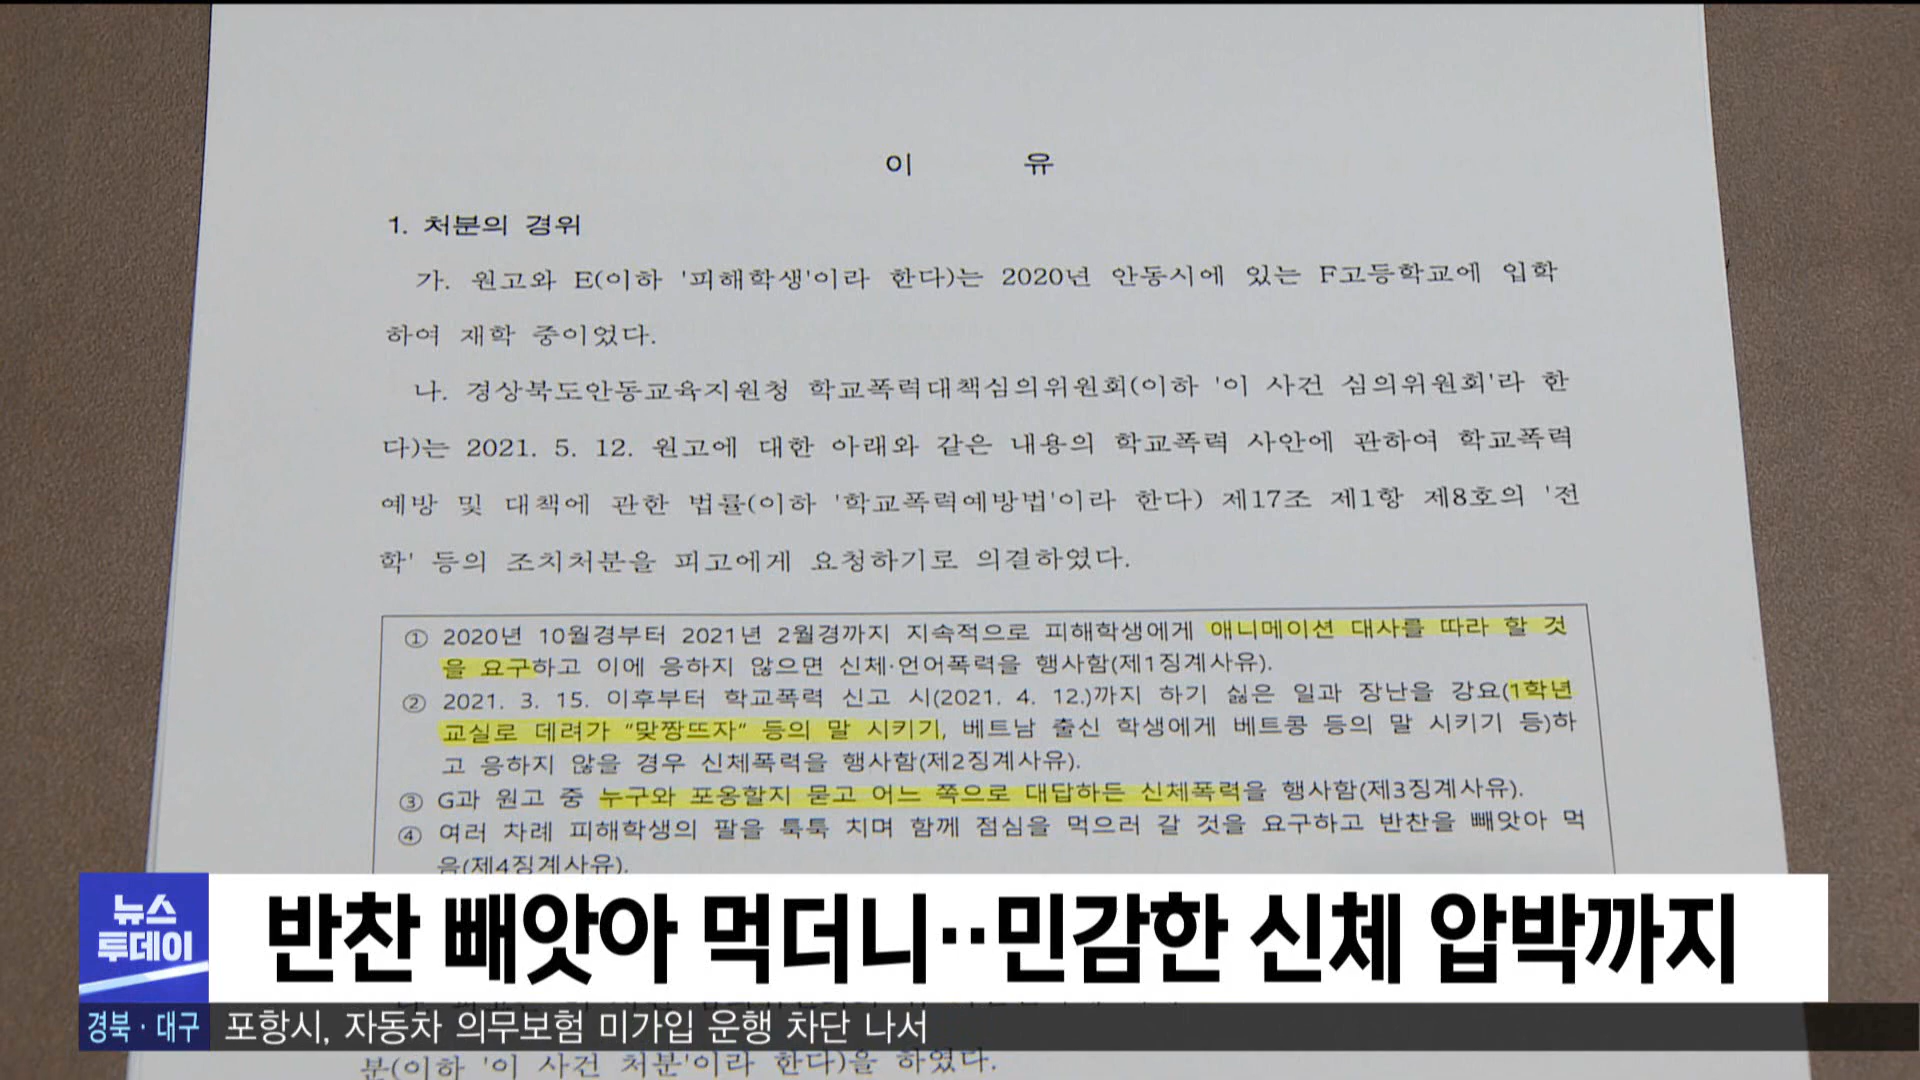 이 유
1. 처분의 경위
가. 원고와 E(이하 '피해학생'이라 한다)는 2020년 안동시에 있는 F고등학교에 입학
하여 재학 중이었다.
나. 경상북도안동교육지원청 학교폭력대책심의위원회(이하 '이 사건 심의위원회'라 한
다)는 2021. 5. 12. 원고에 대한 아래와 같은 내용의 학교폭력 사안에 관하여 학교폭력
예방 및 대책에 관한 법률(이하 '학교폭력예방법'이라 한다) 제17조 제1항 제8호의 '전
학' 등의 조치처분을 피고에게 요청하기로 의결하였다.
① 2020년 10월경부터 2021년 2월경까지 지속적으로 피해학생에게 애니메이션 대사를 따라 할 것
을 요구하고 이에 응하지 않으면 신체·언어폭력을 행사함(제1징계사유).
② 2021. 3. 15. 이후부터 학교폭력 신고 시(2021. 4. 12.)까지 하기 싫은 일과 장난을 강요(1학년
교실로 데려가 “맞짱뜨자” 등의 말 시키기, 베트남 출신 학생에게 베트콩 등의 말 시키기 등)하
고 응하지 않을 경우 신체폭력을 행사함(제2징계사유).
③ G과 원고 중 누구와 포옹할지 묻고 어느 쪽으로 대답하든 신체폭력을 행사함(제3징계사유).
④ 여러 차례 피해학생의 팔을 툭툭 치며 함께 점심을 먹으러 갈 것을 요구하고 반찬을 빼앗아 먹
음(제4징계사유).
뉴스
투데이
반찬 빼앗아 먹더니··민감한 신체 압박까지
경북·대구 포항시, 자동차 의무보험 미가입 운행 차단 나서
분(이하 '이 사건 처분'이라 한다)을 하였다.